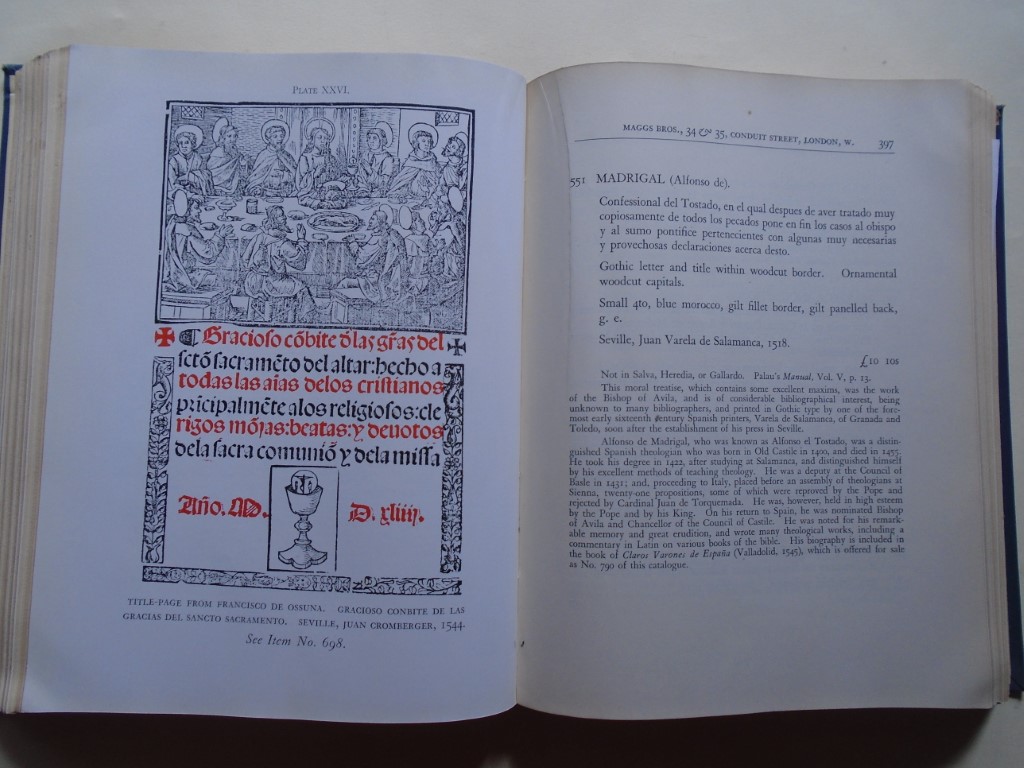 PLATE XXVI.
Gracioso cõbite d̄las grãs del
sctõ sacramẽto del altar: hecho a
todas las aĩas delos cristianos
pricipalmẽte alos religiosos: cle
rigos mõjas: beatas: y deuotos
dela sacra comuniõ y dela missa
Año. M.
D. xliiij.
TITLE-PAGE FROM FRANCISCO DE OSSUNA. GRACIOSO CONBITE DE LAS
GRACIAS DEL SANCTO SACRAMENTO. SEVILLE, JUAN CROMBERGER, 1544.
See Item No. 698.
MAGGS BROS., 34 & 35, CONDUIT STREET, LONDON, W. 397
551 MADRIGAL (Alfonso de).
Confessional del Tostado, en el qual despues de aver tratado muy
copiosamente de todos los pecados pone en fin los casos al obispo
y al sumo pontifice pertenecientes con algunas muy necesarias
y provechosas declaraciones acerca desto.
Gothic letter and title within woodcut border. Ornamental
woodcut capitals.
Small 4to, blue morocco, gilt fillet border, gilt panelled back,
g. e.
Seville, Juan Varela de Salamanca, 1518.
£10 10s
Not in Salva, Heredia, or Gallardo. Palau's Manual, Vol. V, p. 13.
This moral treatise, which contains some excellent maxims, was the work
of the Bishop of Avila, and is of considerable bibliographical interest, being
unknown to many bibliographers, and printed in Gothic type by one of the fore-
most early sixteenth century Spanish printers, Varela de Salamanca, of Granada and
Toledo, soon after the establishment of his press in Seville.
Alfonso de Madrigal, who was known as Alfonso el Tostado, was a distin-
guished Spanish theologian who was born in Old Castile in 1400, and died in 1455.
He took his degree in 1422, after studying at Salamanca, and distinguished himself
by his excellent methods of teaching theology. He was a deputy at the Council of
Basle in 1431; and, proceeding to Italy, placed before an assembly of theologians at
Sienna, twenty-one propositions, some of which were reproved by the Pope and
rejected by Cardinal Juan de Torquemada. He was, however, held in high esteem
by the Pope and by his King. On his return to Spain, he was nominated Bishop
of Avila and Chancellor of the Council of Castile. He was noted for his remark-
able memory and great erudition, and wrote many theological works, including a
commentary in Latin on various books of the bible. His biography is included in
the book of Claros Varones de España (Valladolid, 1545), which is offered for sale
as No. 790 of this catalogue.